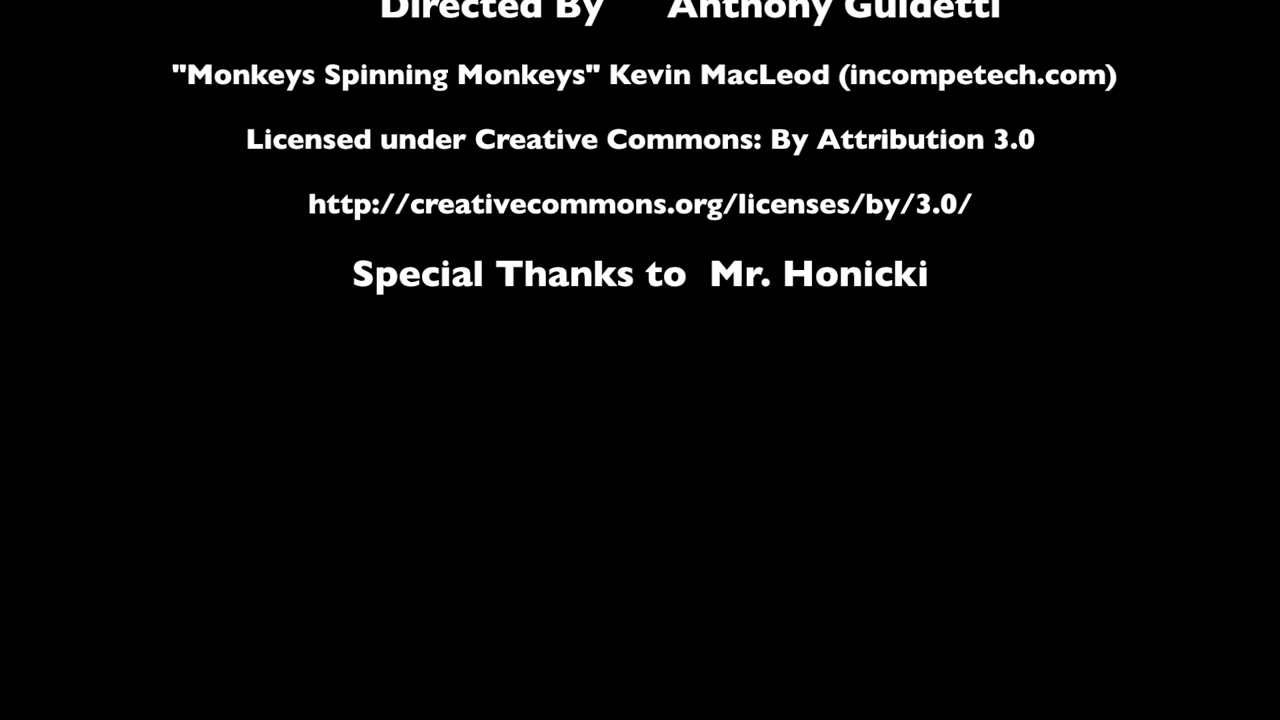 Directed By Anthony Guidetti
"Monkeys Spinning Monkeys" Kevin MacLeod (incompetech.com)
Licensed under Creative Commons: By Attribution 3.0
http://creativecommons.org/licenses/by/3.0/
Special Thanks to Mr. Honicki